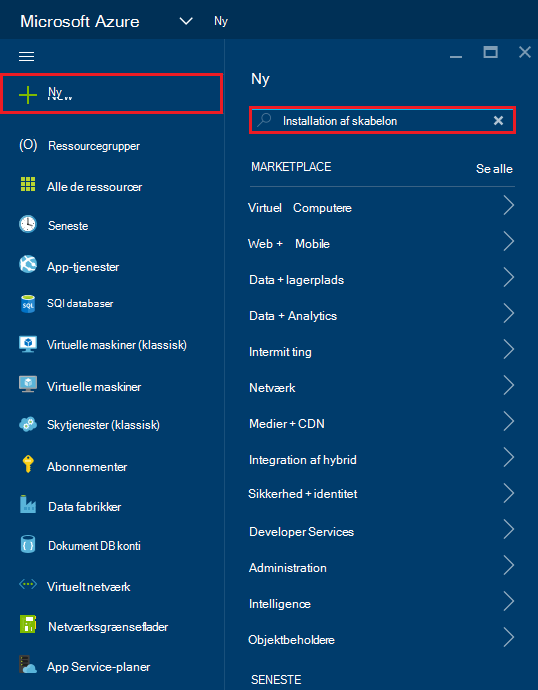 Microsoft Azure
Ny
Ny
Ressourcegrupper
Alle de ressourcer
Seneste
App-tjenester
SQl databaser
Virtuelle maskiner (klassisk)
Virtuelle maskiner
Skytjenester (klassisk)
Abonnementer
Data fabrikker
Dokument DB konti
Virtuelt netværk
Netværksgrænseflader
App Service-planer
Ny
Installation af skabelon
MARKETPLACE Se alle
Virtuel Computere
Web + Mobile
Data + lagerplads
Data + Analytics
Intermit ting
Netværk
Medier + CDN
Integration af hybrid
Sikkerhed + identitet
Developer Services
Administration
Intelligence
Objektbeholdere
SENESTE